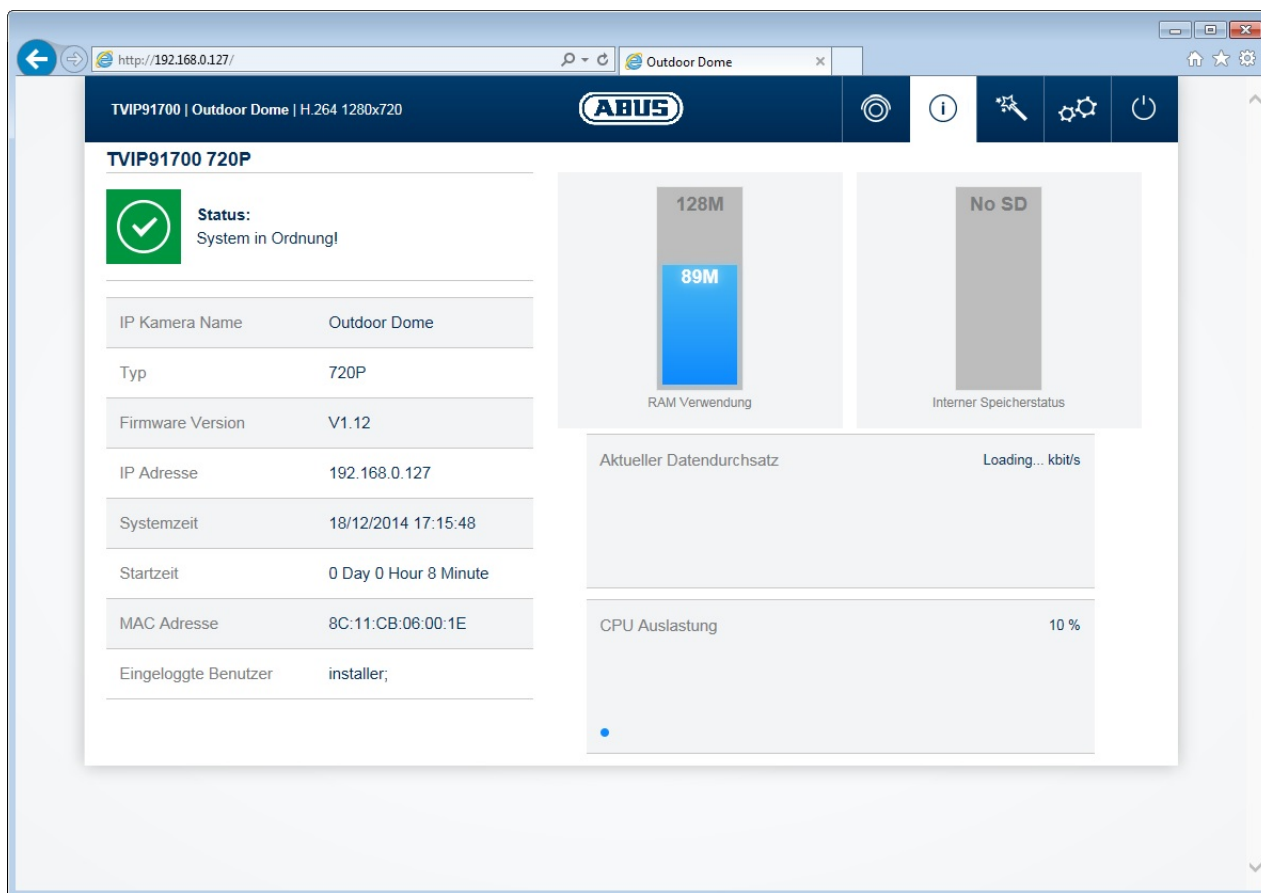 http://192.168.0.127/
Outdoor Dome
TVIP91700 | Outdoor Dome | H.264 1280x720
ABUS
TVIP91700 720P
Status:
System in Ordnung!
IP Kamera Name Outdoor Dome
Typ 720P
Firmware Version V1.12
IP Adresse 192.168.0.127
Systemzeit 18/12/2014 17:15:48
Startzeit 0 Day 0 Hour 8 Minute
MAC Adresse 8C:11:CB:06:00:1E
Eingeloggte Benutzer installer;
128M
89M
RAM Verwendung
No SD
Interner Speicherstatus
Aktueller Datendurchsatz Loading... kbit/s
CPU Auslastung 10 %